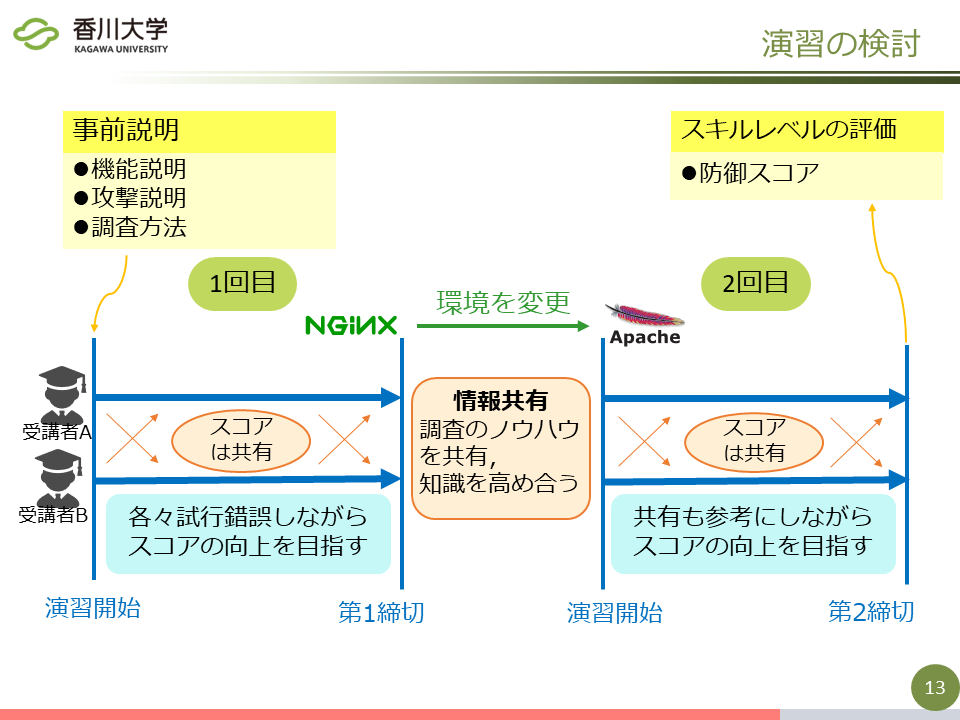 香川大学
KAGAWA UNIVERSITY
演習の検討
事前説明
●機能説明
●攻撃説明
●調査方法
スキルレベルの評価
●防御スコア
1回目
2回目
NGiNX
環境を変更
Apache
受講者A
受講者B
スコア
は共有
情報共有
調査のノウハウ
を共有,
知識を高め合う
スコア
は共有
各々試行錯誤しながら
スコアの向上を目指す
共有も参考にしながら
スコアの向上を目指す
演習開始
第1締切
演習開始
第2締切
13